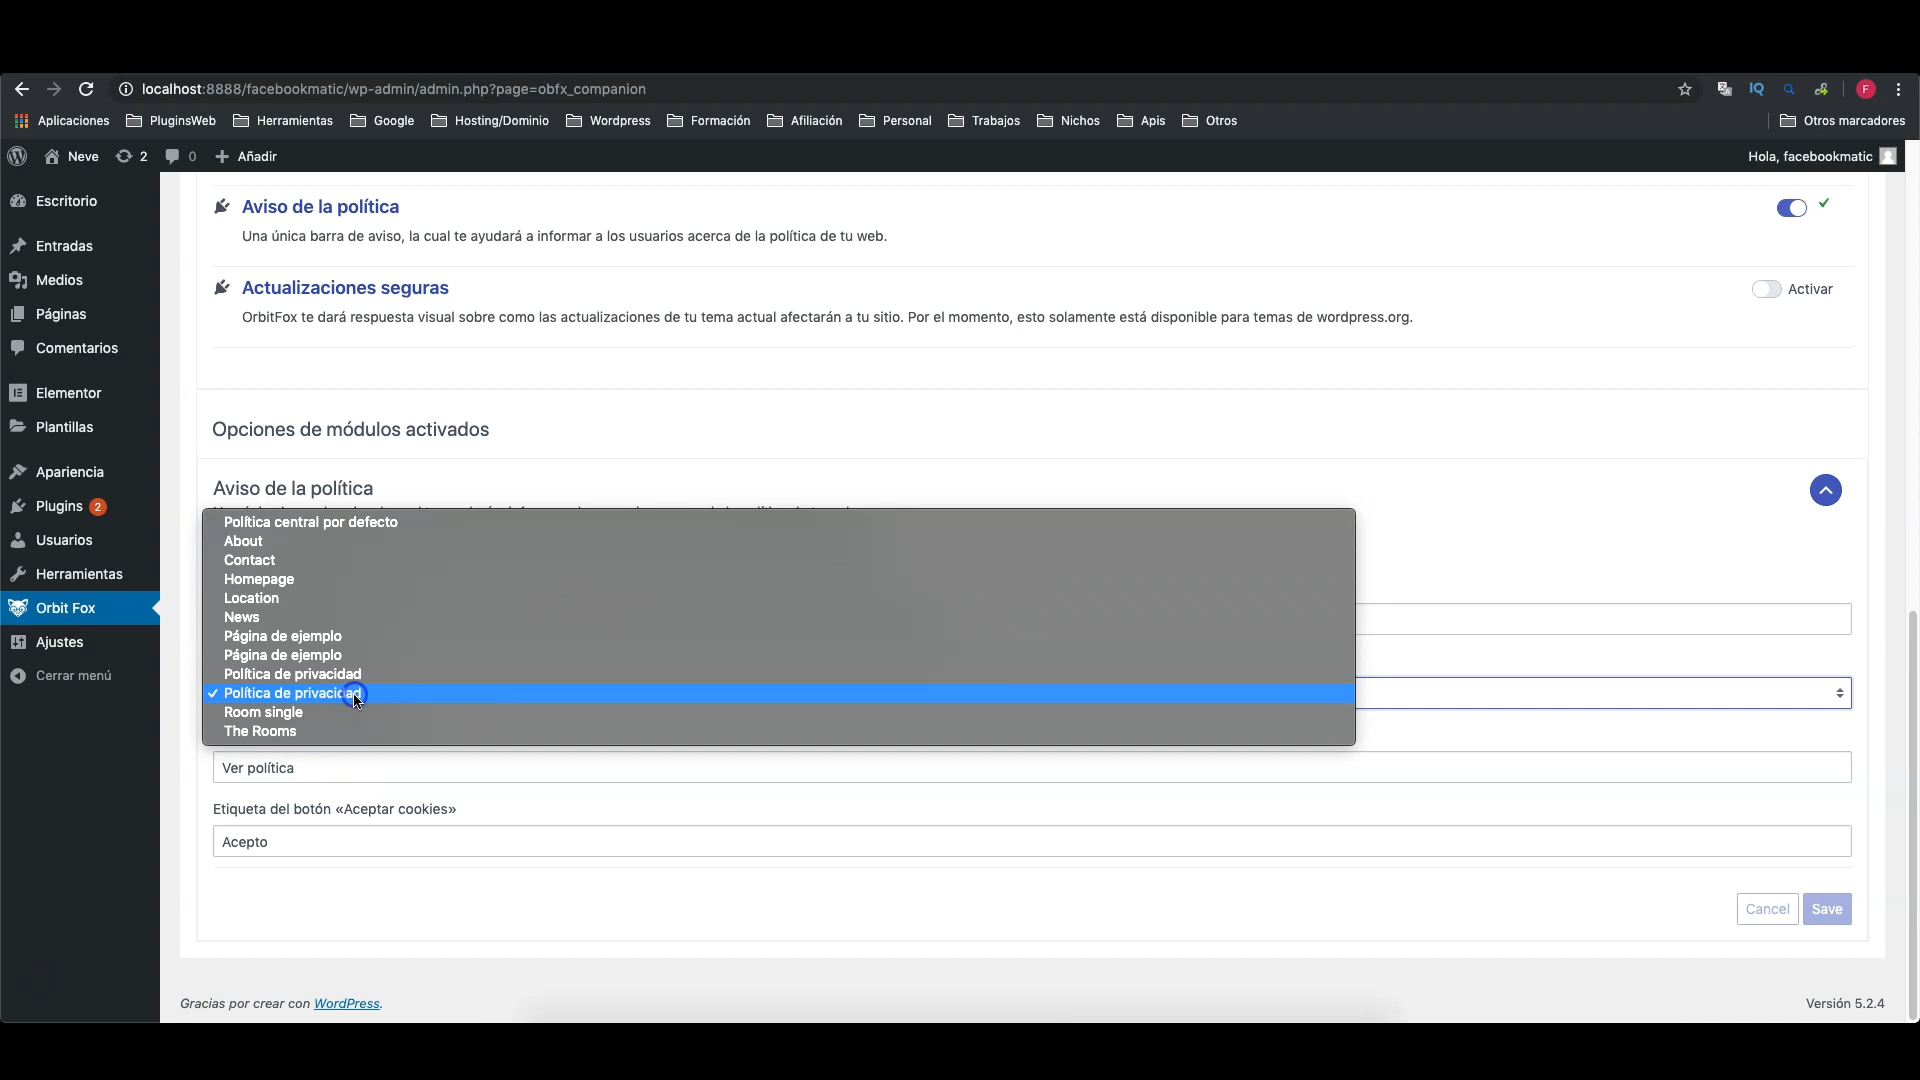 localhost:8888/facebookmatic/wp-admin/admin.php?page=obfx_companion
IQ
F
Aplicaciones PluginsWeb Herramientas Google Hosting/Dominio Wordpress Formación Afiliación Personal Trabajos Nichos Apis Otros Otros marcadores
Neve 2 0 Añadir Hola, facebookmatic
Escritorio
Entradas
Medios
Páginas
Comentarios
Elementor
Plantillas
Apariencia
Plugins 2
Usuarios
Herramientas
Orbit Fox
Ajustes
Cerrar menú
Aviso de la política
Una única barra de aviso, la cual te ayudará a informar a los usuarios acerca de la política de tu web.
Actualizaciones seguras
Activar
OrbitFox te dará respuesta visual sobre como las actualizaciones de tu tema actual afectarán a tu sitio. Por el momento, esto solamente está disponible para temas de wordpress.org.
Opciones de módulos activados
Aviso de la política
Política central por defecto
About
Contact
Homepage
Location
News
Página de ejemplo
Página de ejemplo
Política de privacidad
✓ Política de privacidad
Room single
The Rooms
Ver política
Etiqueta del botón «Aceptar cookies»
Acepto
Cancel Save
Gracias por crear con WordPress.
Versión 5.2.4